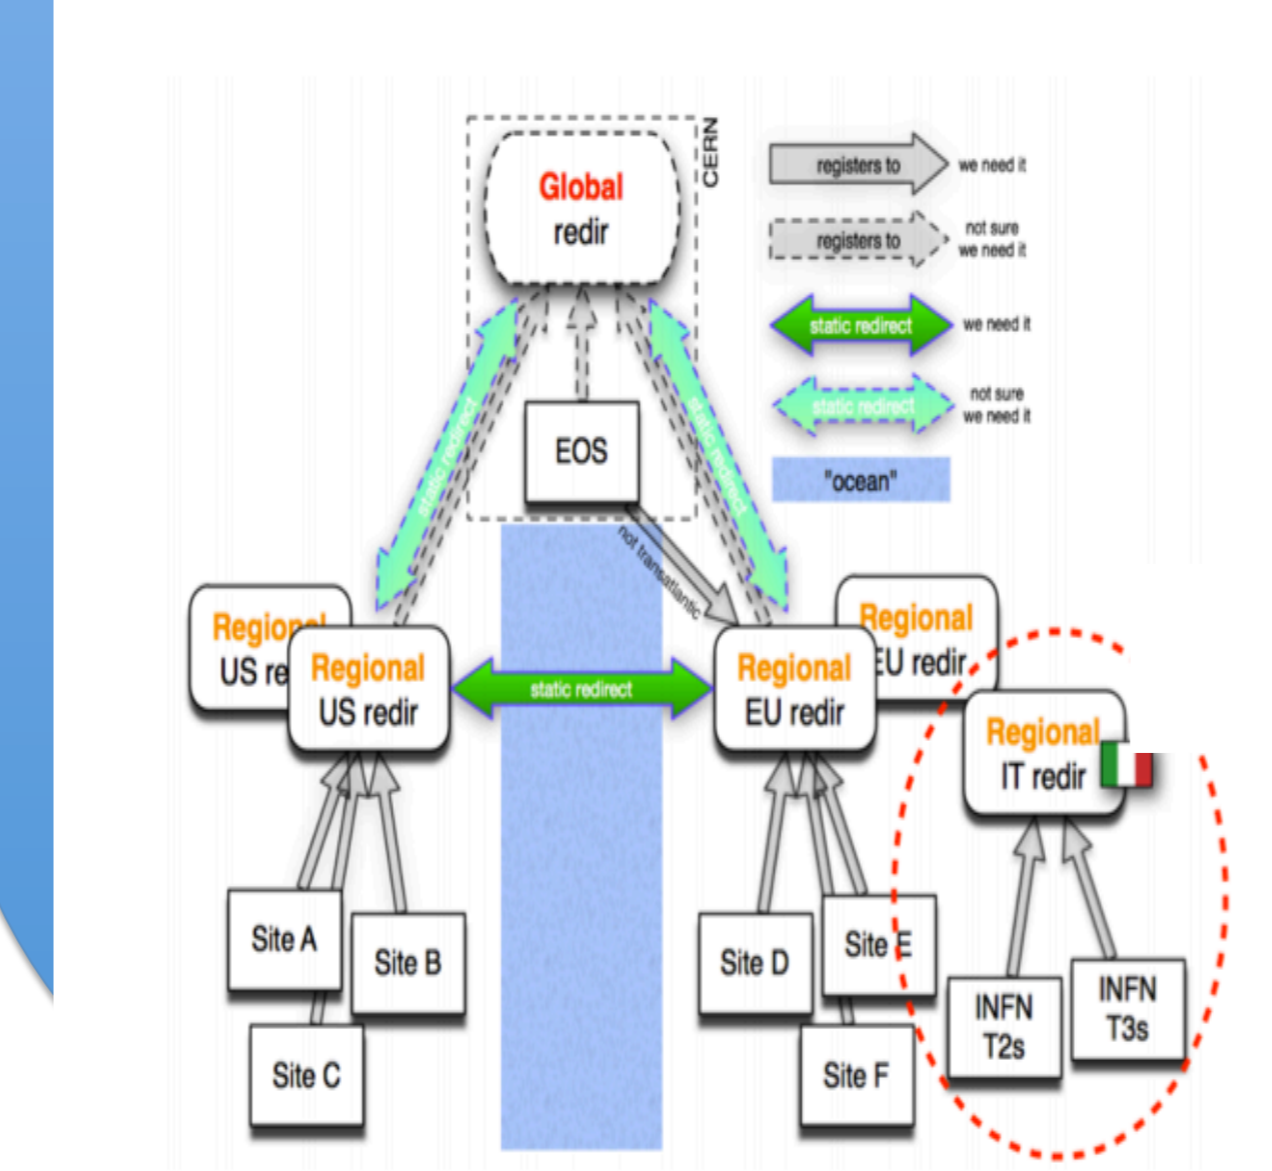 CERN
Global
redir
registers to
we need it
registers to
not sure
we need it
static redirect
we need it
static redirect
not sure
we need it
"ocean"
static redirect
static redirect
EOS
not transatlantic
Regional
US re
Regional
US redir
static redirect
Regional
EU redir
Regional
EU redir
Regional
IT redir
Site A
Site B
Site C
Site D
Site E
Site F
INFN
T2s
INFN
T3s